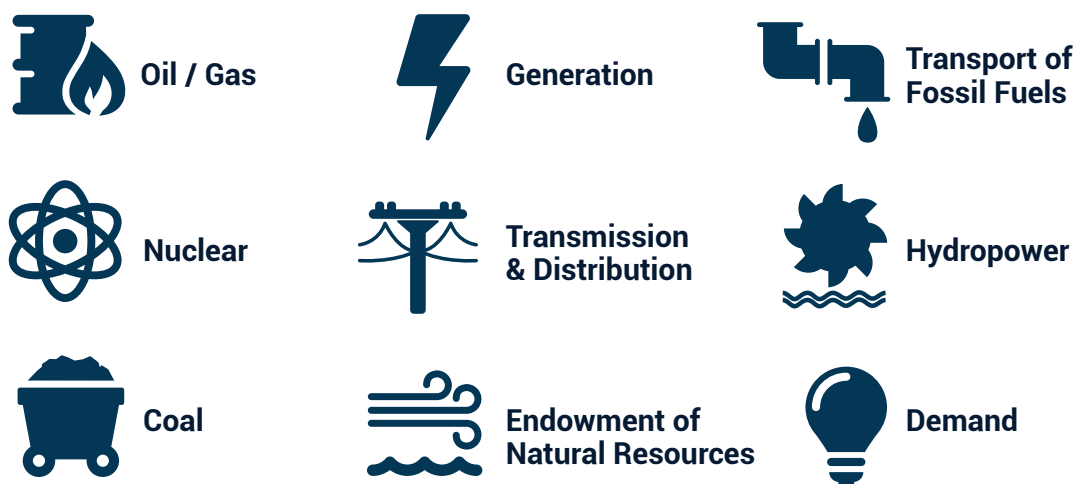 Oil / Gas
Generation
Transport of
Fossil Fuels
Nuclear
Transmission
& Distribution
Hydropower
Coal
Endowment of
Natural Resources
Demand